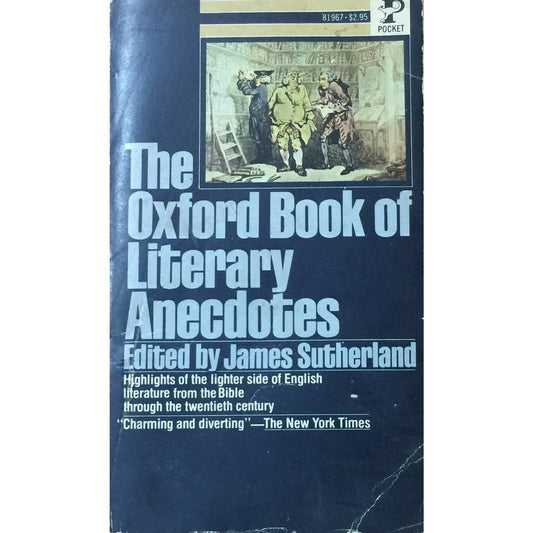 81967·$2.95
P
POCKET
The
Oxford Book of
Literary
Anecdotes
Edited by James Sutherland
Highlights of the lighter side of English
literature from the Bible
through the twentieth century
"Charming and diverting"—The New York Times